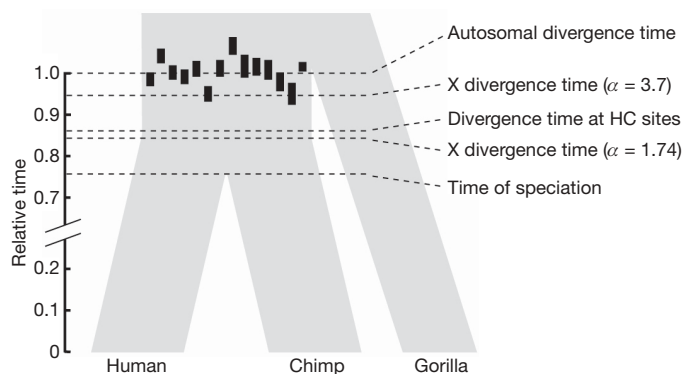 Autosomal divergence time
1.0
X divergence time (α = 3.7)
0.9
Divergence time at HC sites
0.8
X divergence time (α = 1.74)
Time of speciation
0.7
Relative time
0.2
0.1
0
Human Chimp Gorilla